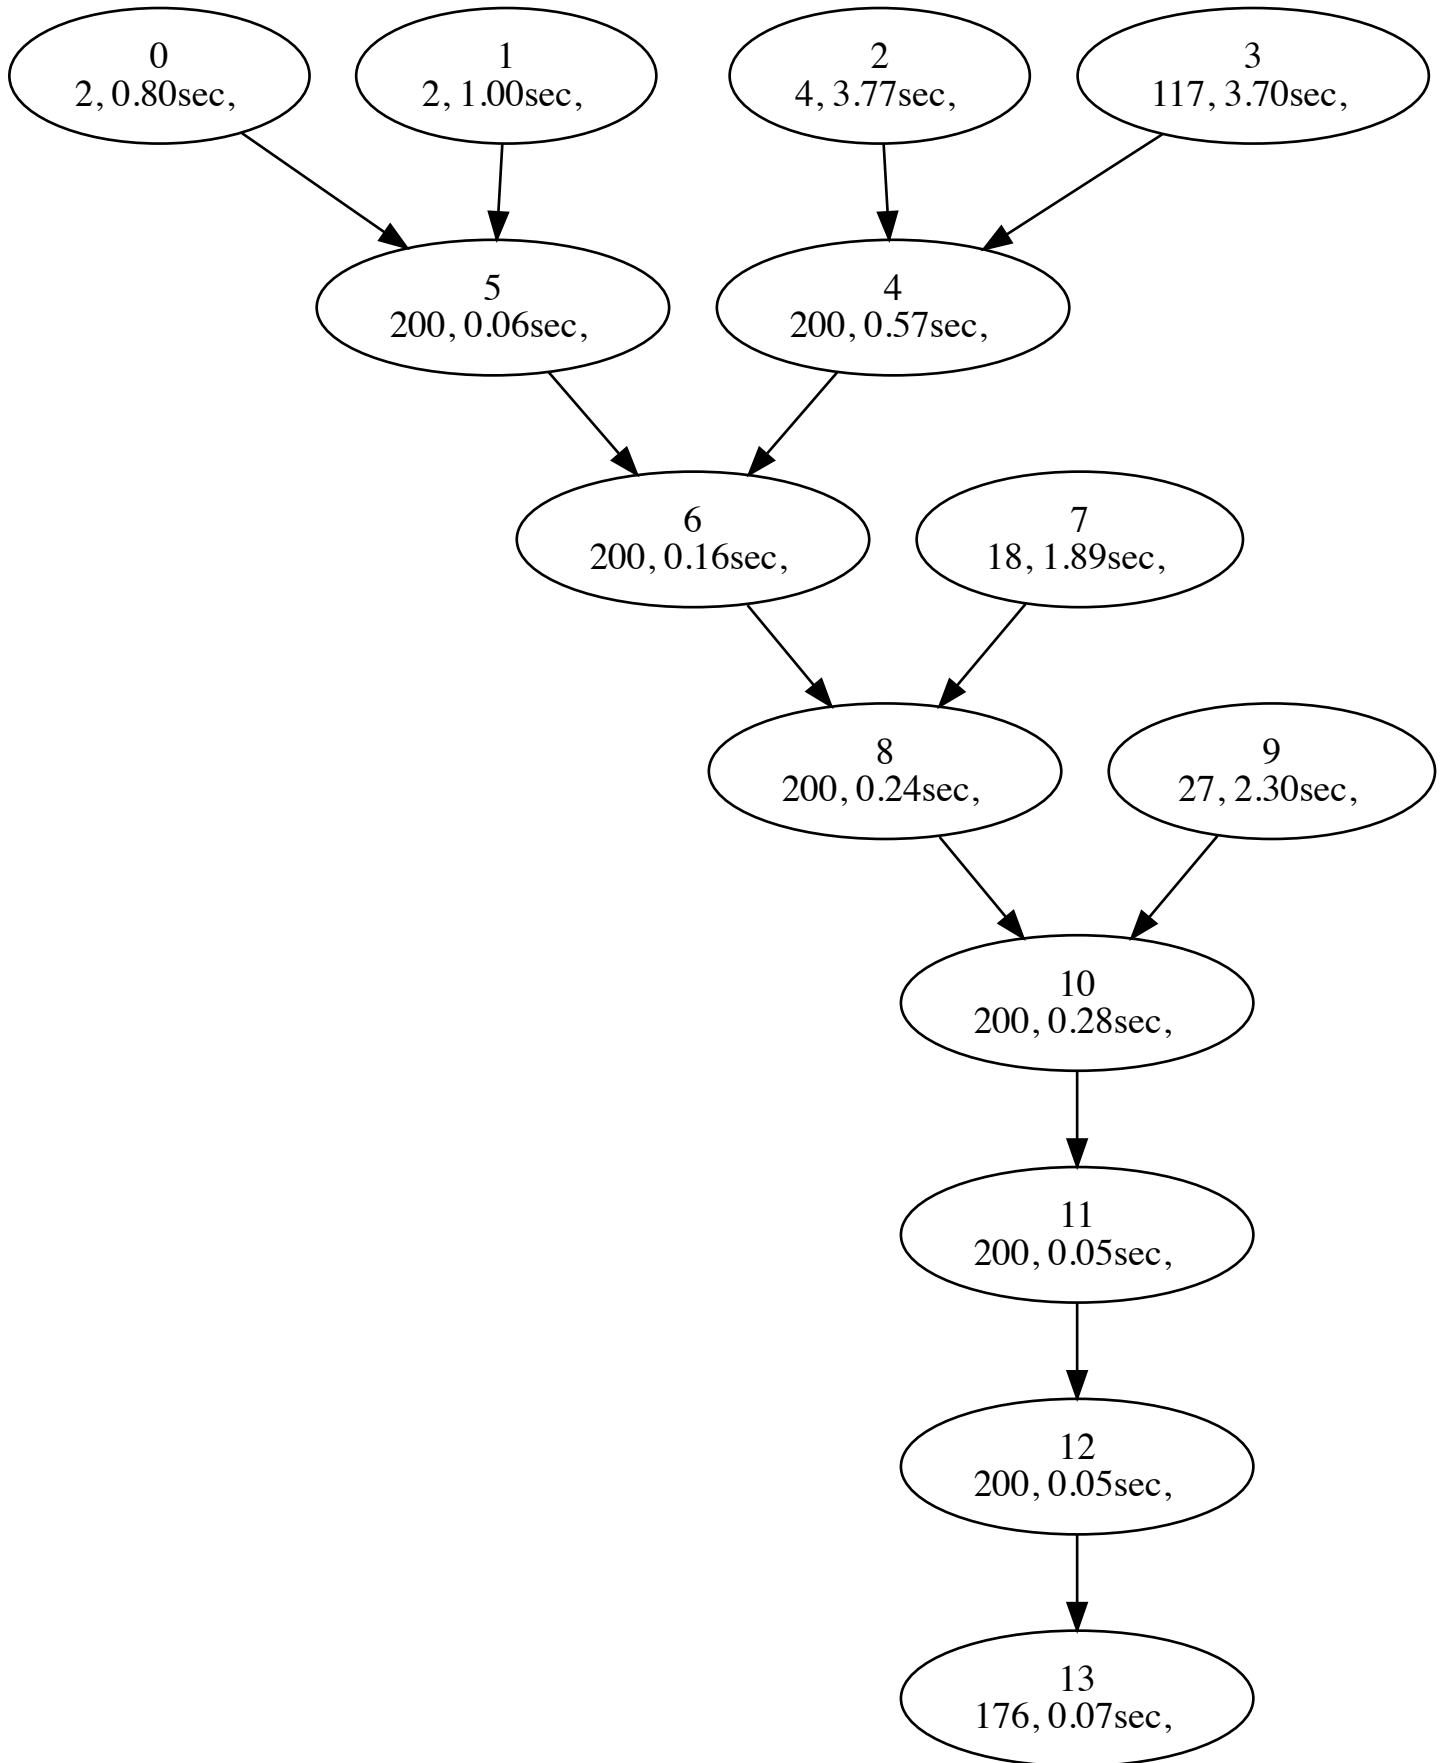 0
2, 0.80sec,
1
2, 1.00sec,
2
4, 3.77sec,
3
117, 3.70sec,
5
200, 0.06sec,
4
200, 0.57sec,
6
200, 0.16sec,
7
18, 1.89sec,
8
200, 0.24sec,
9
27, 2.30sec,
10
200, 0.28sec,
11
200, 0.05sec,
12
200, 0.05sec,
13
176, 0.07sec,